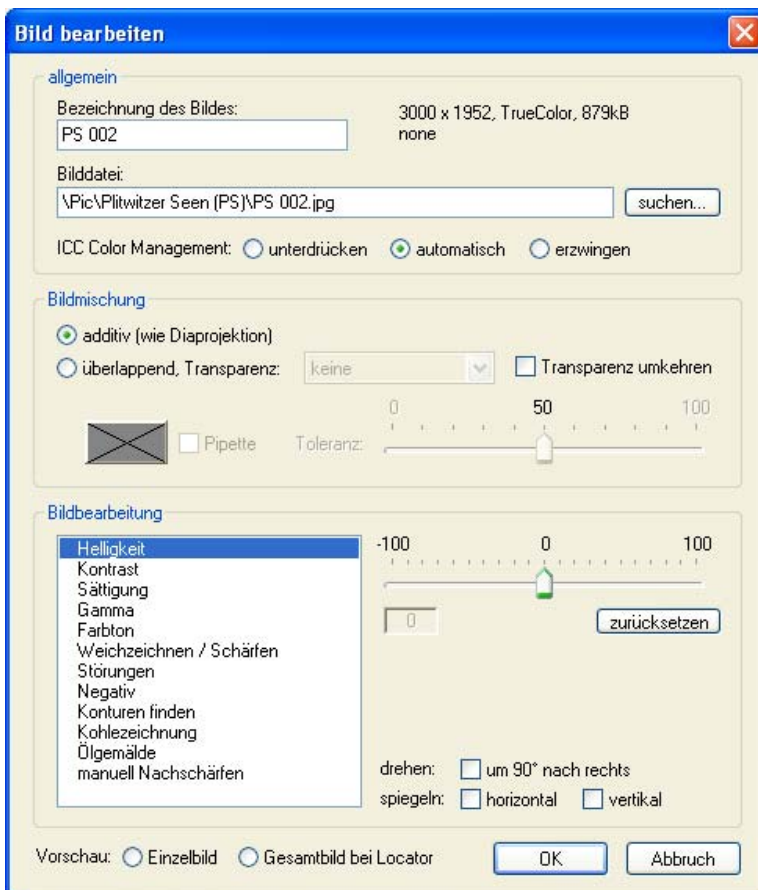 Bild bearbeiten
allgemein
Bezeichnung des Bildes:
3000 x 1952, TrueColor, 879kB
PS 002
none
Bilddatei:
\Pic\Plitwitzer Seen (PS)\PS 002.jpg
suchen...
ICC Color Management: unterdrücken automatisch erzwingen
Bildmischung
additiv (wie Diaprojektion)
überlappend, Transparenz: keine Transparenz umkehren
0 50 100
Pipette Toleranz:
Bildbearbeitung
Helligkeit
Kontrast
Sättigung
Gamma
Farbton
Weichzeichnen / Schärfen
Störungen
Negativ
Konturen finden
Kohlezeichnung
Ölgemälde
manuell Nachschärfen
-100 0 100
0 zurücksetzen
drehen: um 90° nach rechts
spiegeln: horizontal vertikal
Vorschau: Einzelbild Gesamtbild bei Locator OK Abbruch